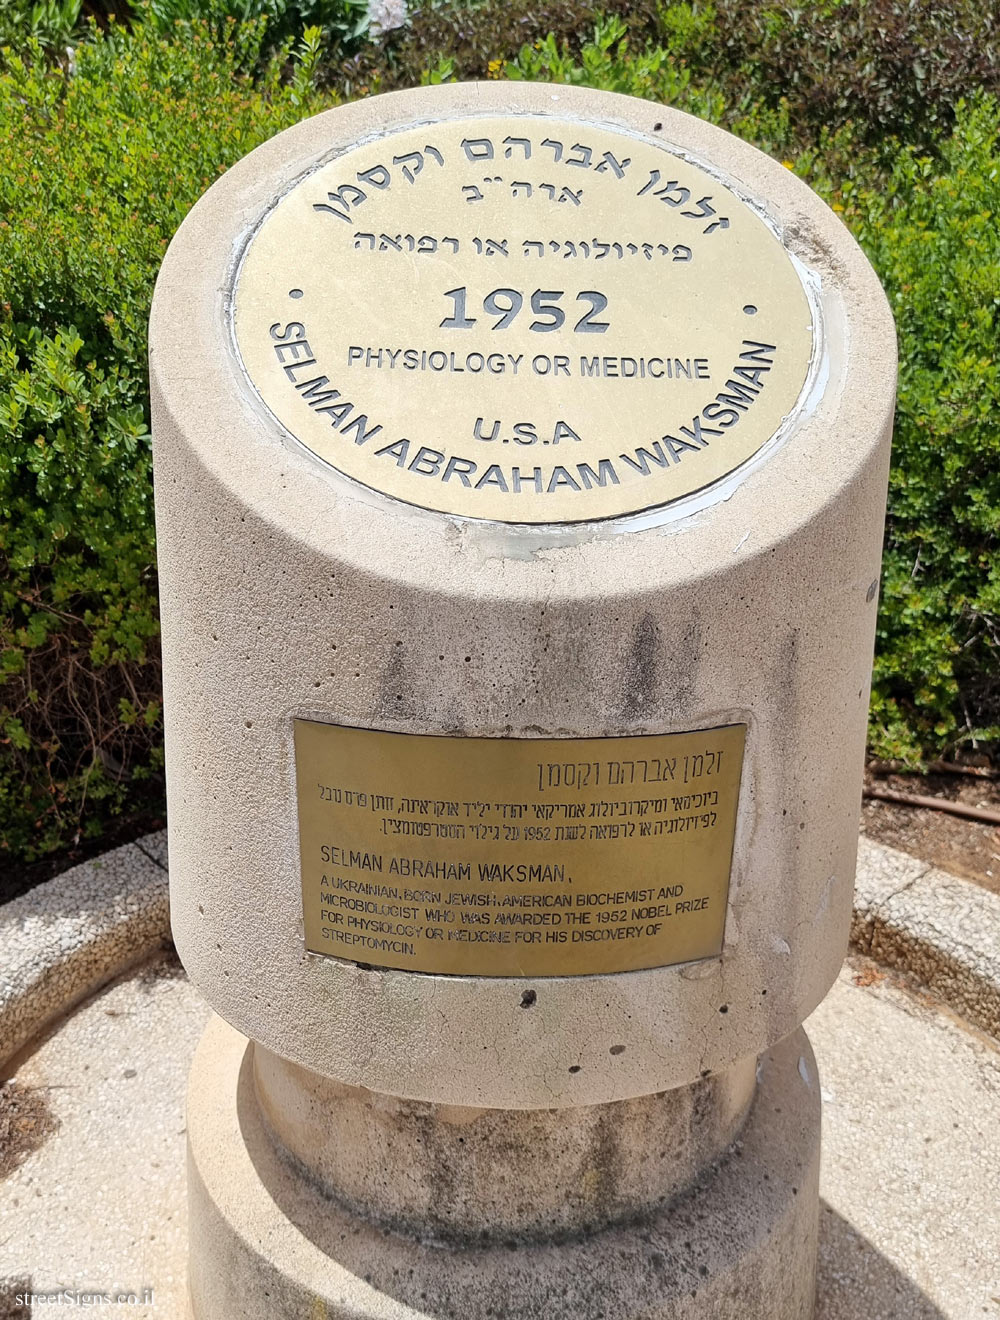 זלמן אברהם וקסמן
ארה"ב
פיזיולוגיה או רפואה
1952
PHYSIOLOGY OR MEDICINE
U.S.A
SELMAN ABRAHAM WAKSMAN
זלמן אברהם וקסמן
ביוכימאי ומיקרוביולוג אמריקאי יהודי יליד אוקראינה, חתן פרס נובל
לפיזיולוגיה או לרפואה לשנת 1952 על גילוי הסטרפטומצין.
SELMAN ABRAHAM WAKSMAN,
A UKRAINIAN, BORN JEWISH, AMERICAN BIOCHEMIST AND
MICROBIOLOGIST WHO WAS AWARDED THE 1952 NOBEL PRIZE
FOR PHYSIOLOGY OR MEDICINE FOR HIS DISCOVERY OF
STREPTOMYCIN.
streetSigns.co.il